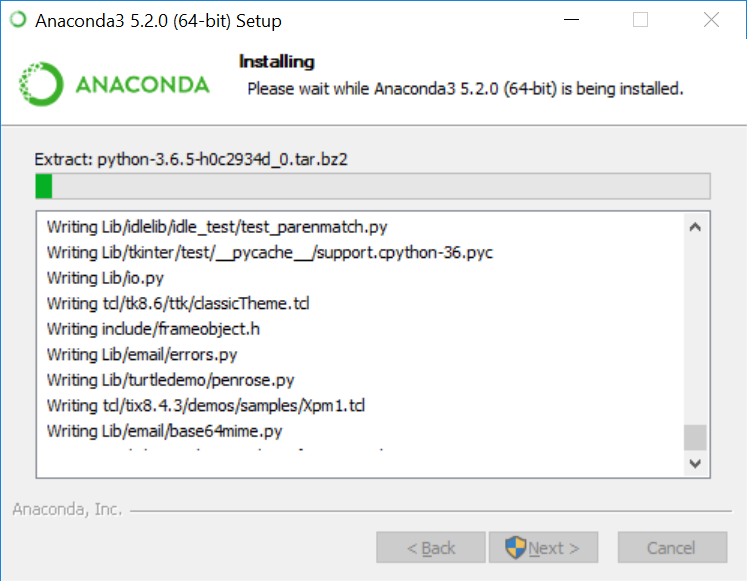 Anaconda3 5.2.0 (64-bit) Setup
ANACONDA
Installing
Please wait while Anaconda3 5.2.0 (64-bit) is being installed.
Extract: python-3.6.5-h0c2934d_0.tar.bz2
Writing Lib/idlelib/idle_test/test_parenmatch.py
Writing Lib/tkinter/test/__pycache__/support.cpython-36.pyc
Writing Lib/io.py
Writing tcl/tk8.6/ttk/classicTheme.tcl
Writing include/frameobject.h
Writing Lib/email/errors.py
Writing Lib/turtledemo/penrose.py
Writing tcl/tix8.4.3/demos/samples/Xpm1.tcl
Writing Lib/email/base64mime.py
Anaconda, Inc.
< Back
Next >
Cancel